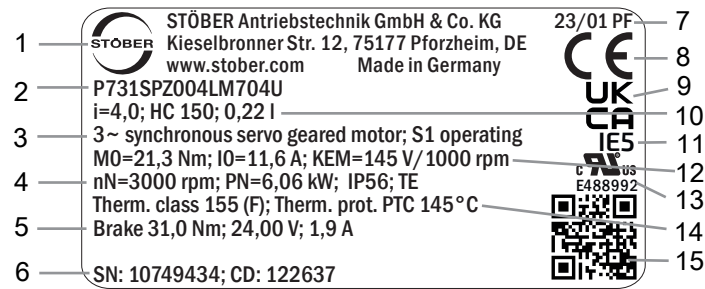 STÖBER Antriebstechnik GmbH & Co. KG 23/01 PF 7
1 STÖBER Kieselbronner Str. 12, 75177 Pforzheim, DE CE 8
www.stober.com Made in Germany
2 P731SPZ004LM704U UK 9
i=4,0; HC 150; 0,22 l CA 10
3 3~ synchronous servo geared motor; S1 operating IE5 11
M0=21,3 Nm; I0=11,6 A; KEM=145 V/1000 rpm 12
4 nN=3000 rpm; PN=6,06 kW; IP56; TE C RU US
E488992 13
Therm. class 155 (F); Therm. prot. PTC 145°C 14
5 Brake 31,0 Nm; 24,00 V; 1,9 A
15
6 SN: 10749434; CD: 122637